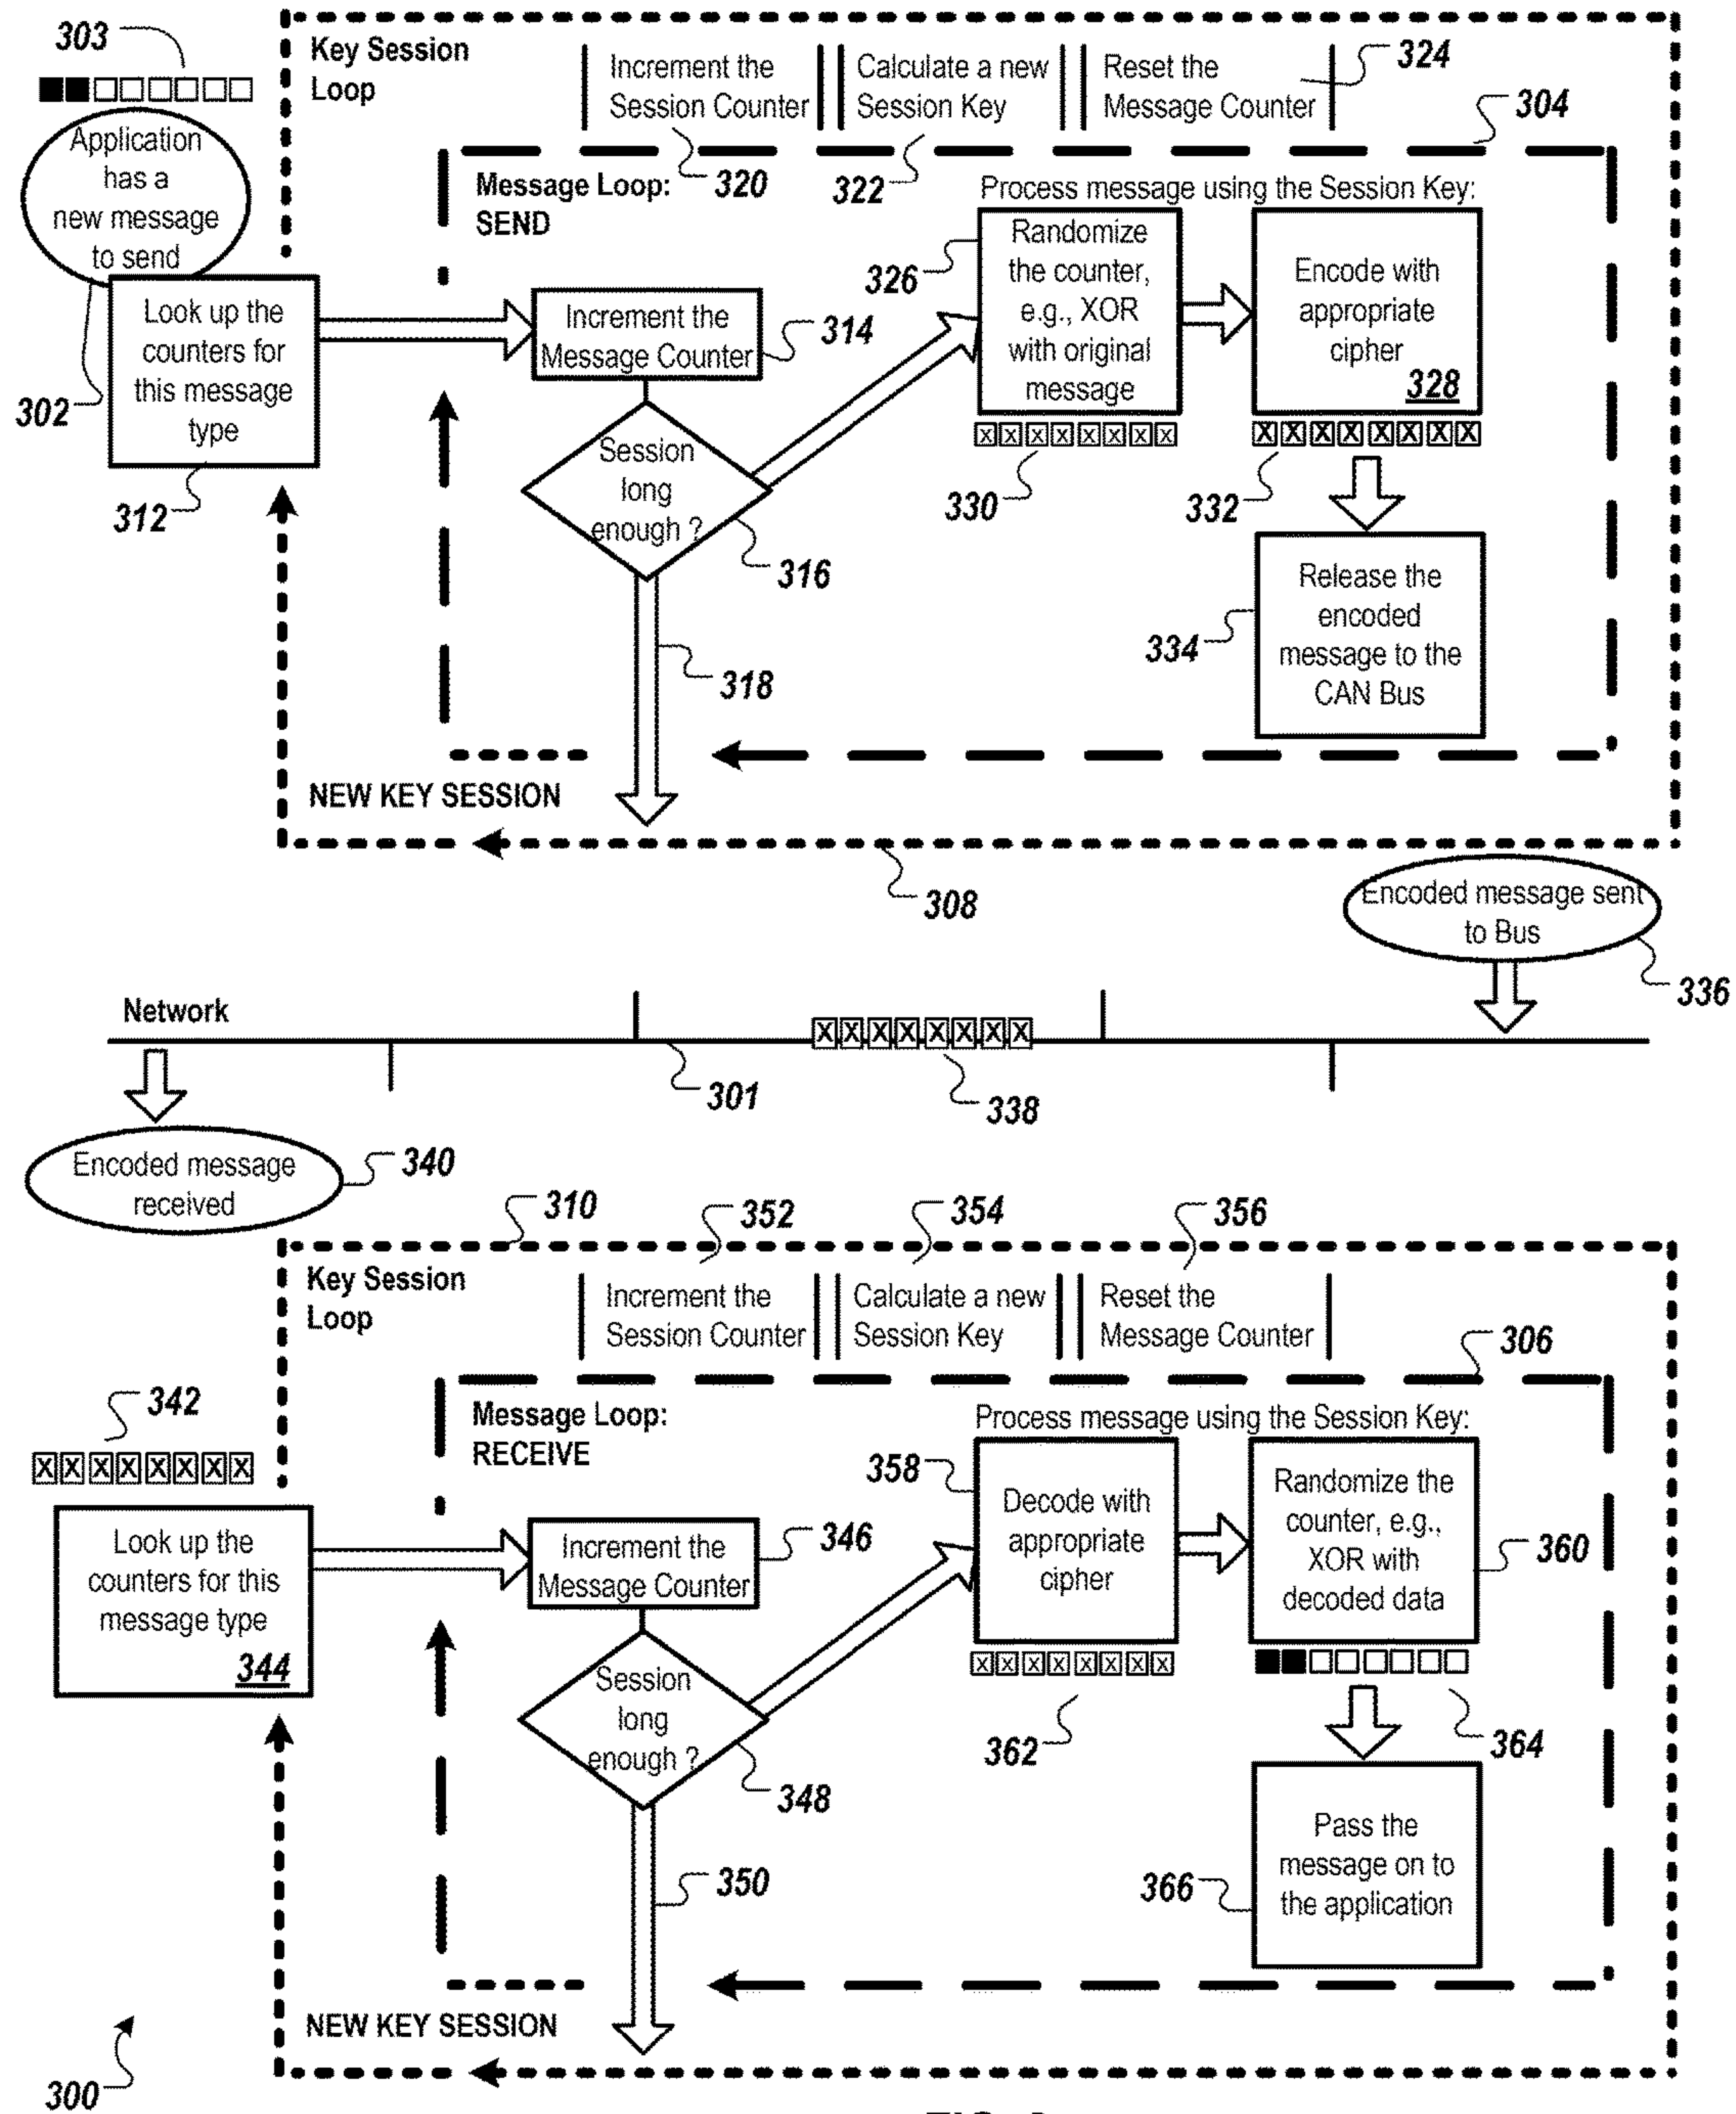 303
Application
has a
new message
to send
302
Look up the
counters for
this message
type
312
Key Session
Loop
Increment the
Session Counter
320
Calculate a new
Session Key
322
Reset the
Message Counter
324
304
Message Loop:
SEND
Process message using the Session Key:
Increment the
Message Counter
314
Session
long
enough ?
316
318
326
Randomize
the counter,
e.g., XOR
with original
message
330
Encode with
appropriate
cipher
328
332
334
Release the
encoded
message to the
CAN Bus
NEW KEY SESSION
308
Encoded message sent
to Bus
336
Network
301
338
Encoded message
received
340
310
352
354
356
Key Session
Loop
Increment the
Session Counter
Calculate a new
Session Key
Reset the
Message Counter
306
342
Look up the
counters for this
message type
344
Message Loop:
RECEIVE
Process message using the Session Key:
Increment the
Message Counter
346
Session
long
enough ?
348
350
358
Decode with
appropriate
cipher
362
Randomize the
counter, e.g.,
XOR with
decoded data
360
364
366
Pass the
message on to
the application
NEW KEY SESSION
300